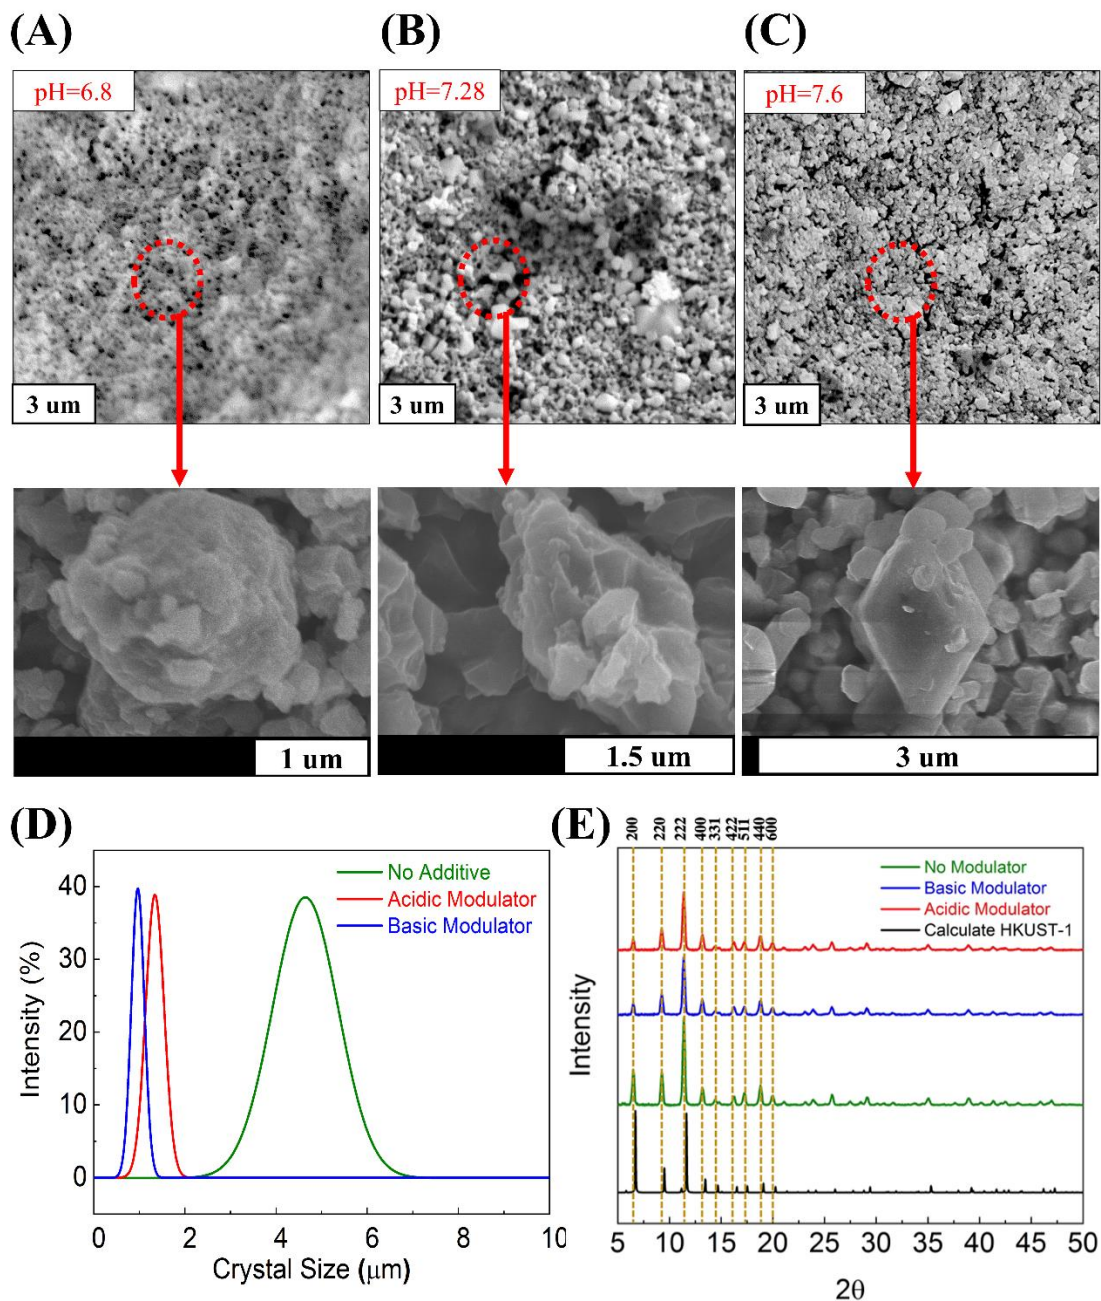 (A)
(B)
(C)
pH=6.8
pH=7.28
pH=7.6
3 um
3 um
3 um
1 um
1.5 um
3 um
(D)
No Additive
Acidic Modulator
Basic Modulator
Intensity (%)
40
30
20
10
0
0
2
4
6
8
10
Crystal Size (μm)
(E)
200
220
222
400
331
422
511
440
600
No Modulator
Basic Modulator
Acidic Modulator
Calculate HKUST-1
Intensity
5
10
15
20
25
30
35
40
45
50
2θ